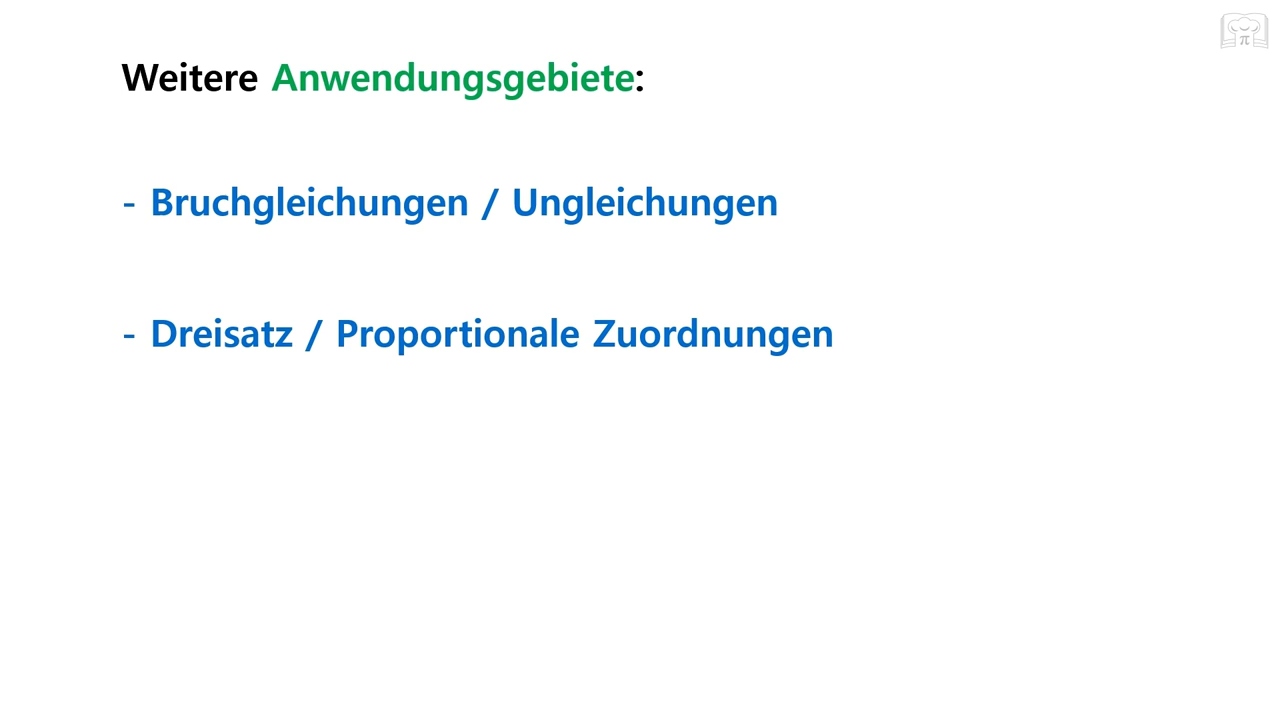 Weitere Anwendungsgebiete:
- Bruchgleichungen / Ungleichungen
- Dreisatz / Proportionale Zuordnungen
π